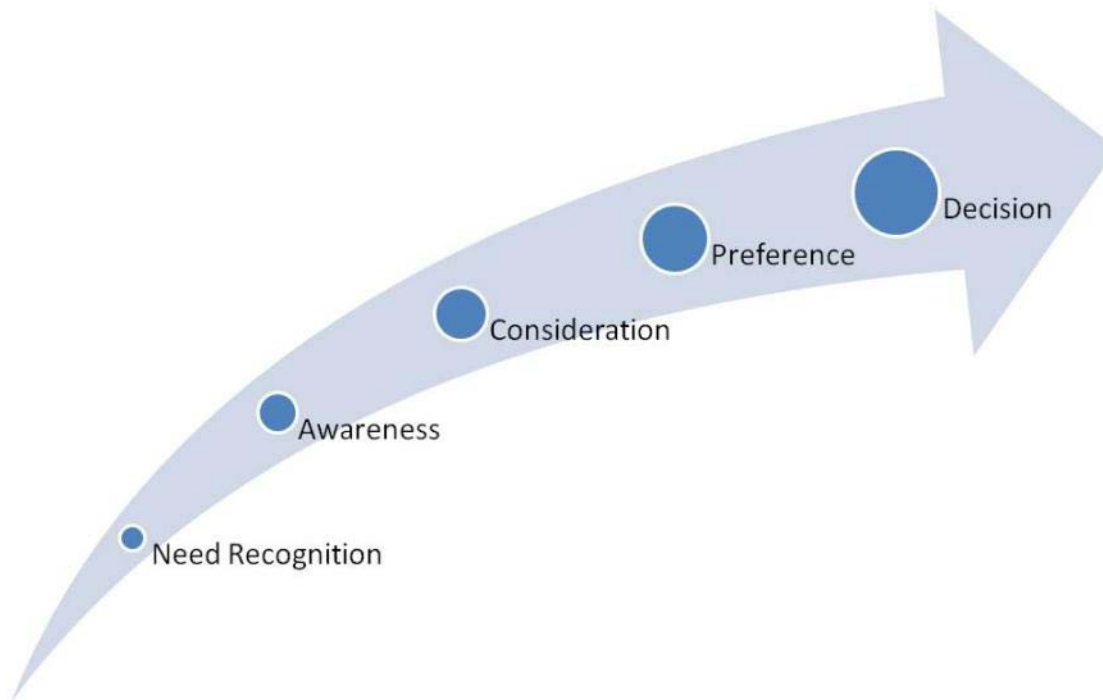 Decision
Preference
Consideration
Awareness
Need Recognition